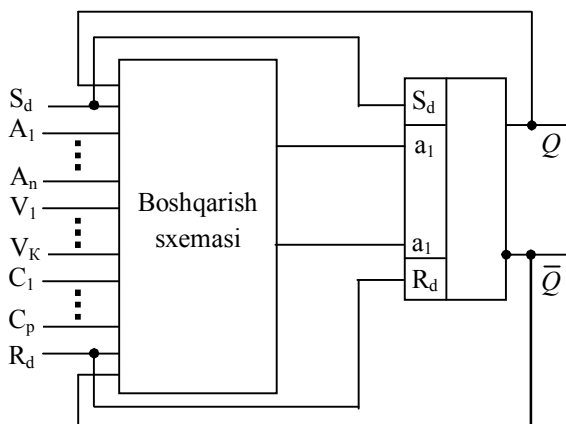 S_d
A_1
A_n
V_1
V_K
C_1
C_p
R_d
Boshqarish
sxemasi
S_d
a_1
a_1
R_d
Q
Q̅